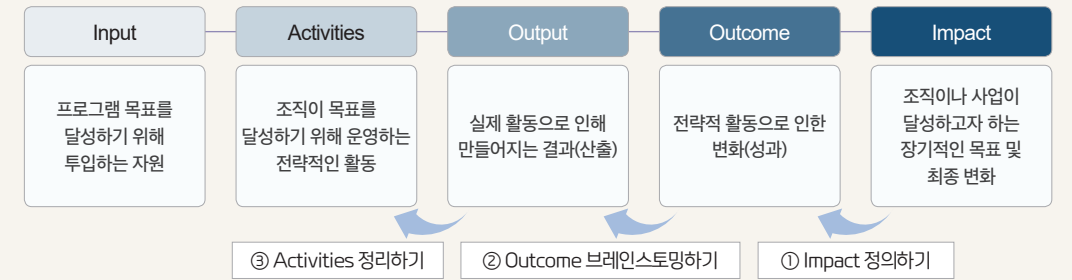 Input
Activities
Output
Outcome
Impact
프로그램 목표를
달성하기 위해
투입하는 자원
조직이 목표를
달성하기 위해 운영하는
전략적인 활동
실제 활동으로 인해
만들어지는 결과(산출)
전략적 활동으로 인한
변화(성과)
조직이나 사업이
달성하고자 하는
장기적인 목표 및
최종 변화
③ Activities 정리하기
② Outcome 브레인스토밍하기
① Impact 정의하기